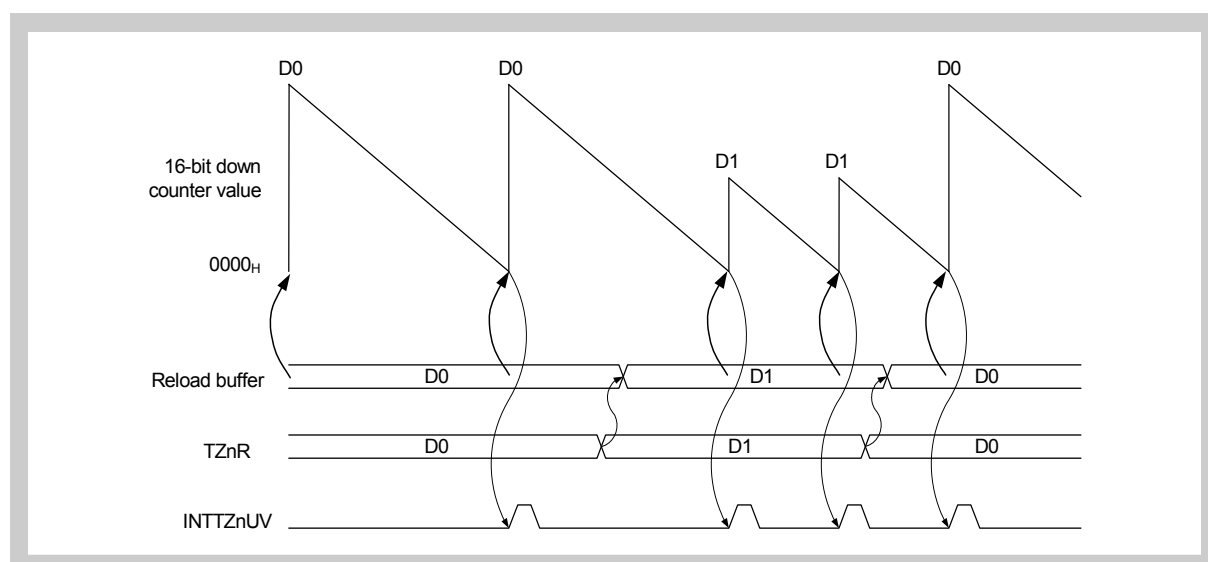 D0 D0 D0
D1 D1
16-bit down
counter value
0000H
Reload buffer D0 D1 D0
TZnR D0 D1 D0
INTTZnUV